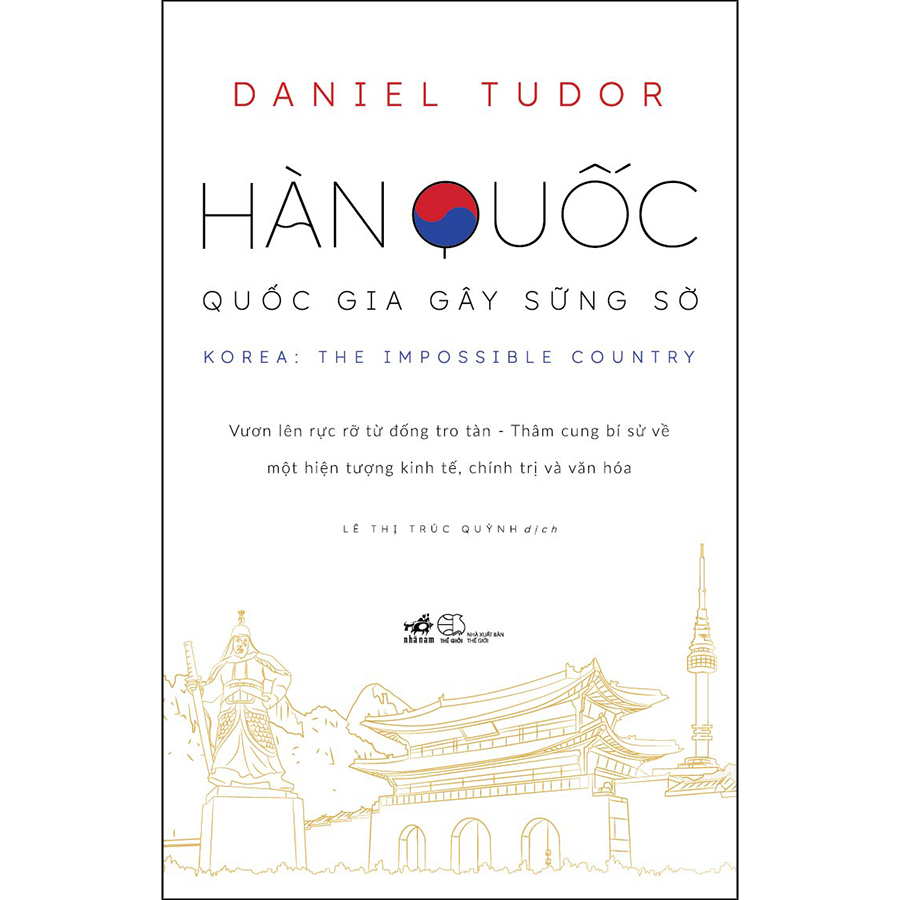 DANIEL TUDOR
HÀN QUỐC
QUỐC GIA GÂY SỮNG SỜ
KOREA: THE IMPOSSIBLE COUNTRY
Vươn lên rực rỡ từ đống tro tàn - Thâm cung bí sử về
một hiện tượng kinh tế, chính trị và văn hóa
LÊ THỊ TRÚC QUỲNH dịch
nhã nam
THẾ GIỚI
NHÀ XUẤT BẢN
THẾ GIỚI